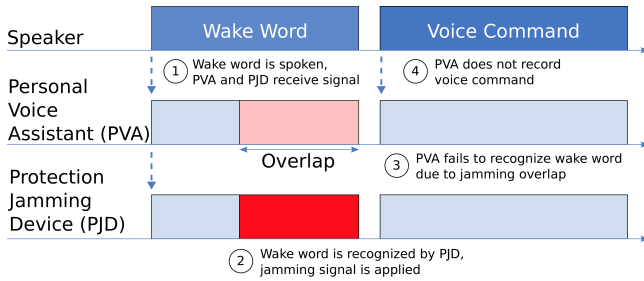 Speaker
Wake Word
Voice Command
1
Wake word is spoken,
PVA and PJD receive signal
4
PVA does not record
voice command
Personal
Voice
Assistant (PVA)
Overlap
3
PVA fails to recognize wake word
due to jamming overlap
Protection
Jamming
Device (PJD)
2
Wake word is recognized by PJD,
jamming signal is applied